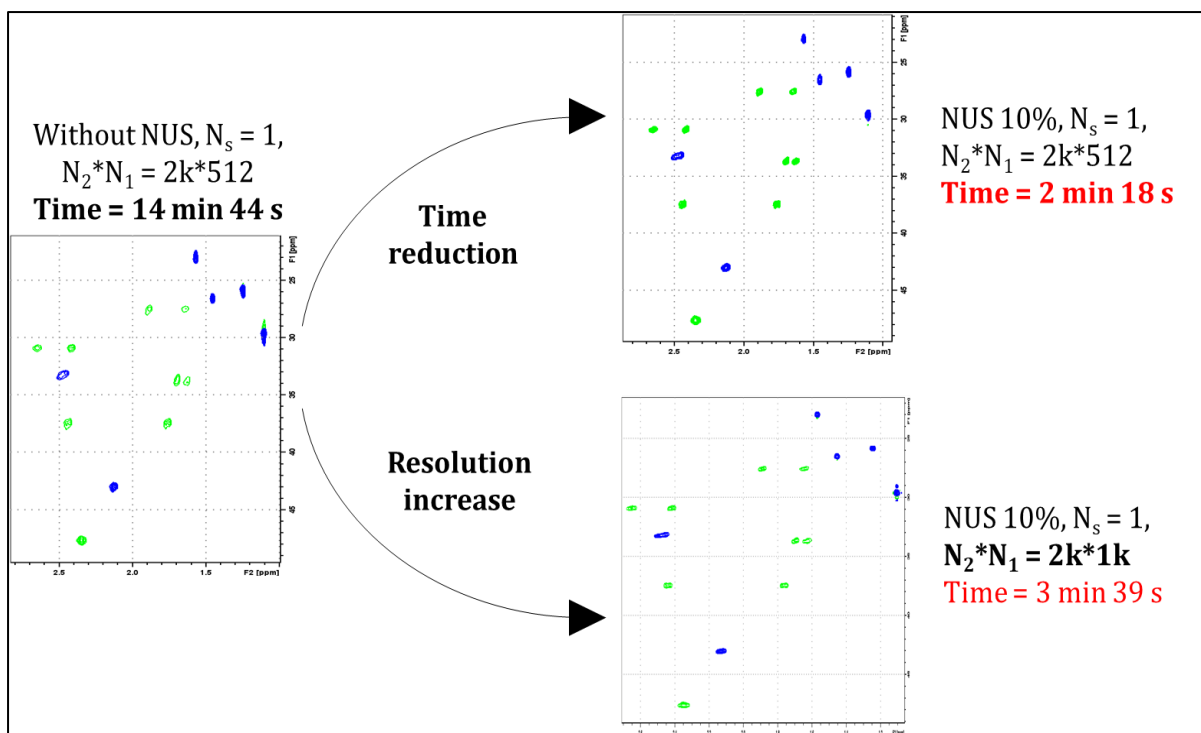 Without NUS, Ns = 1,
N2*N1 = 2k*512
Time = 14 min 44 s
F1 [ppm]
25
30
35
40
45
2.5
2.0
1.5
F2 [ppm]
Time
reduction
F1 [ppm]
25
30
35
40
45
2.5
2.0
1.5
F2 [ppm]
NUS 10%, Ns = 1,
N2*N1 = 2k*512
Time = 2 min 18 s
Resolution
increase
NUS 10%, Ns = 1,
N2*N1 = 2k*1k
Time = 3 min 39 s